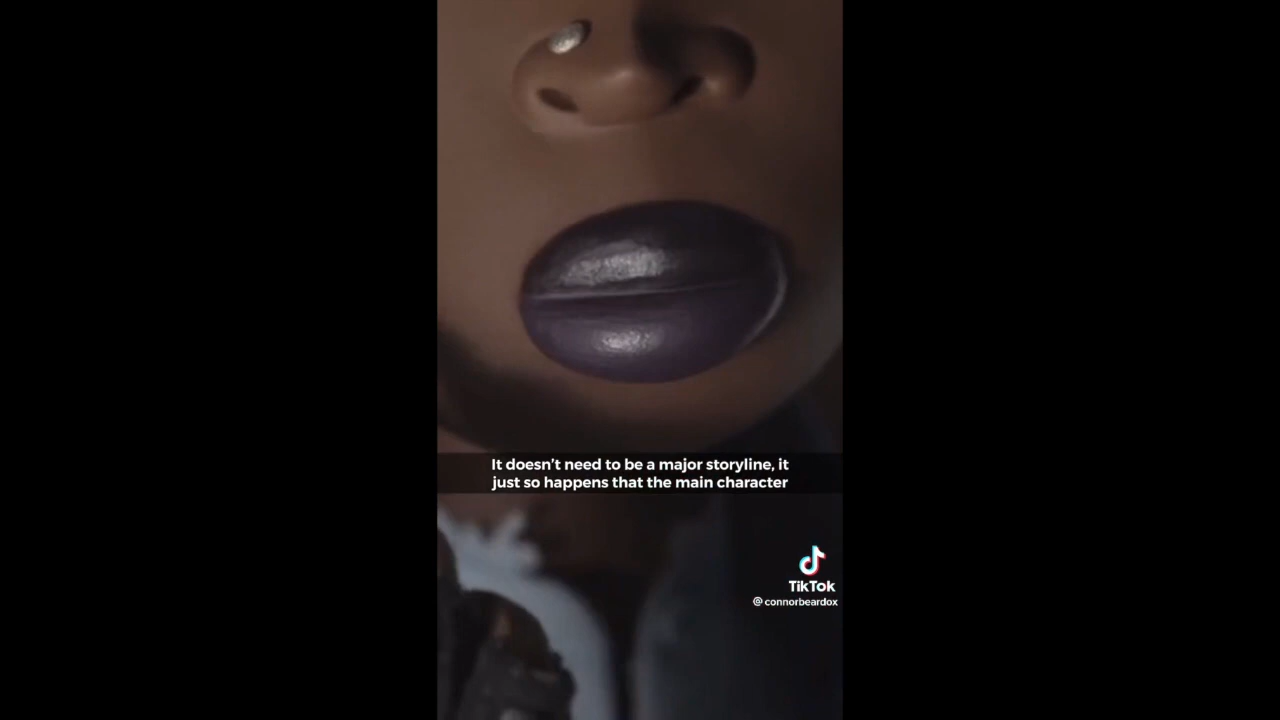 It doesn’t need to be a major storyline, it
just so happens that the main character
TikTok
@connorbeardox